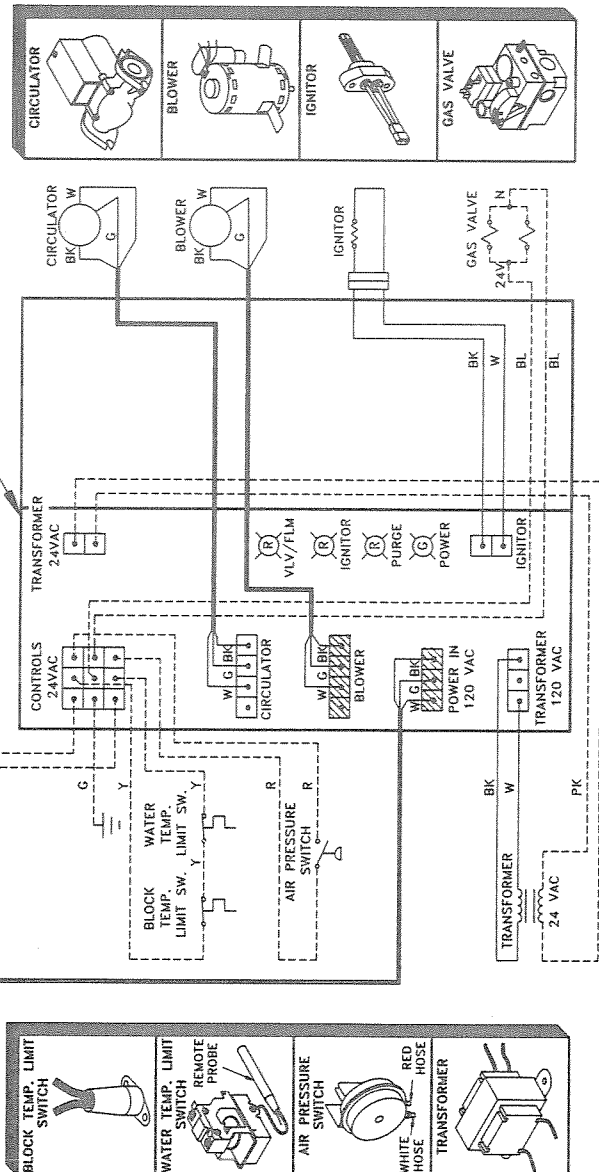 CIRCULATOR
BLOWER
IGNITOR
GAS VALVE
CIRCULATOR
BK
W
G
BLOWER
BK
W
G
IGNITOR
GAS VALVE
24V
N
BK
W
BL
BL
TRANSFORMER
24VAC
R
VLV/FLM
R
IGNITOR
R
PURGE
G
POWER
IGNITOR
CONTROLS
24VAC
W G BK
CIRCULATOR
W G BK
BLOWER
W G BK
POWER IN
120 VAC
TRANSFORMER
120 VAC
G
Y
WATER
TEMP.
LIMIT SW.
Y
Y
BLOCK
TEMP.
LIMIT SW.
R
R
AIR PRESSURE
SWITCH
BK
W
PK
TRANSFORMER
24 VAC
BLOCK TEMP. LIMIT
SWITCH
WATER TEMP. LIMIT
SWITCH
REMOTE
PROBE
AIR PRESSURE
SWITCH
WHITE
HOSE
RED
HOSE
TRANSFORMER